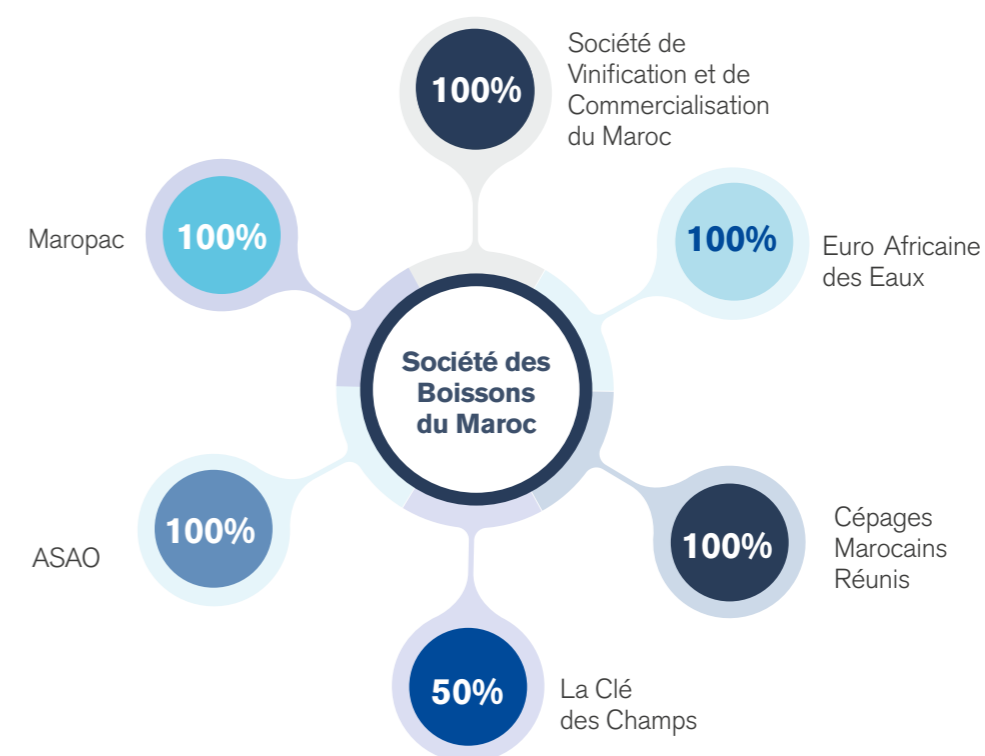 100%
Société de
Vinification et de
Commercialisation
du Maroc
Maropac
100%
100%
Euro Africaine
des Eaux
Société des
Boissons
du Maroc
ASAO
100%
100%
Cépages
Marocains
Réunis
50%
La Clé
des Champs